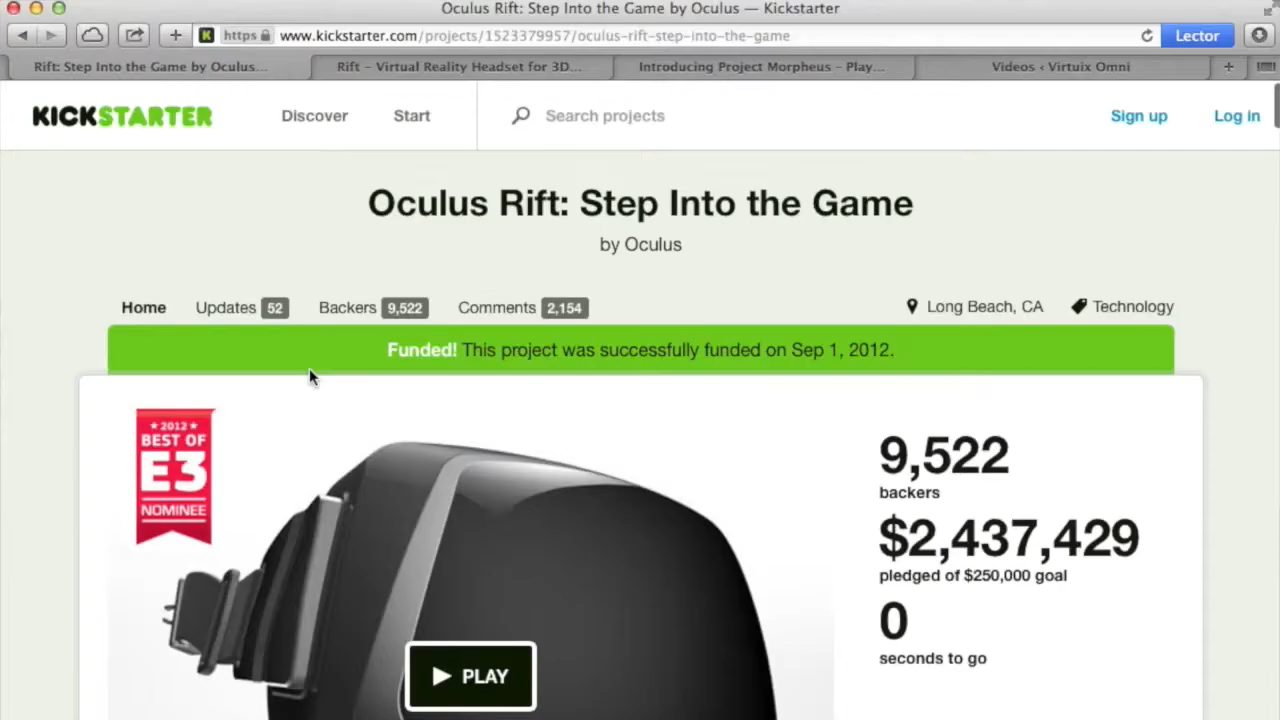 Oculus Rift: Step Into the Game by Oculus — Kickstarter
https www.kickstarter.com/projects/1523379957/oculus-rift-step-into-the-game Lector
Rift: Step Into the Game by Oculus... Rift – Virtual Reality Headset for 3D... Introducing Project Morpheus – Play... Videos ‹ Virtuix Omni
KICKSTARTER Discover Start Search projects Sign up Log in
Oculus Rift: Step Into the Game
by Oculus
Home Updates 52 Backers 9,522 Comments 2,154 Long Beach, CA Technology
Funded! This project was successfully funded on Sep 1, 2012.
2012
BEST OF
E3
NOMINEE
9,522
backers
$2,437,429
pledged of $250,000 goal
0
seconds to go
PLAY